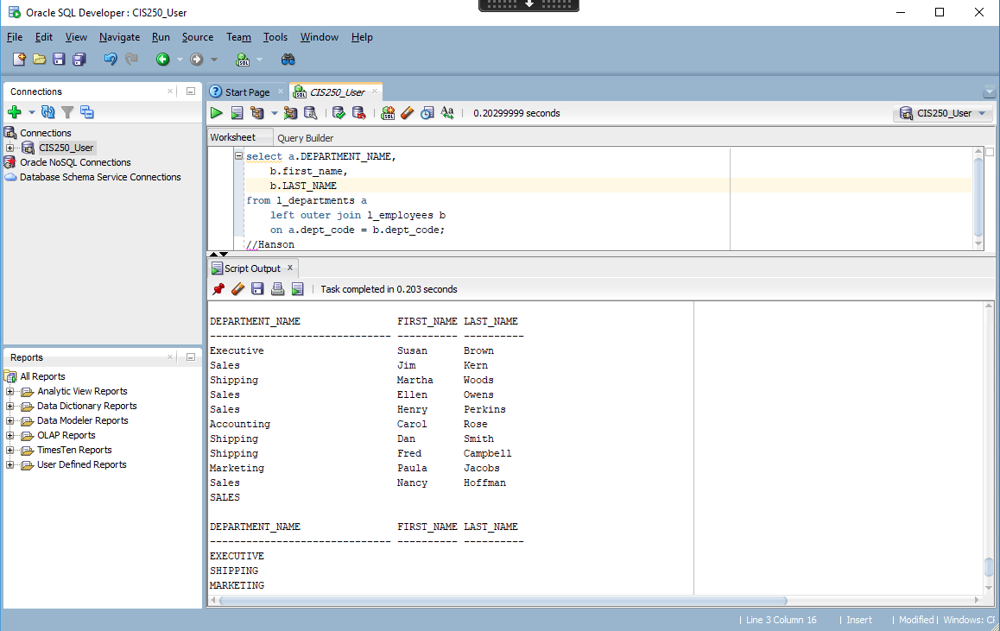 Oracle SQL Developer : CIS250_User
File Edit View Navigate Run Source Team Tools Window Help
Connections
Connections
CIS250_User
Oracle NoSQL Connections
Database Schema Service Connections
Reports
All Reports
Analytic View Reports
Data Dictionary Reports
Data Modeler Reports
OLAP Reports
TimesTen Reports
User Defined Reports
Start Page CIS250_User
0.20299999 seconds CIS250_User
Worksheet Query Builder
select a.DEPARTMENT_NAME,
b.first_name,
b.LAST_NAME
from l_departments a
left outer join l_employees b
on a.dept_code = b.dept_code;
//Hanson
Script Output x
Task completed in 0.203 seconds
DEPARTMENT_NAME FIRST_NAME LAST_NAME
------------------------------ ---------- ----------
Executive Susan Brown
Sales Jim Kern
Shipping Martha Woods
Sales Ellen Owens
Sales Henry Perkins
Accounting Carol Rose
Shipping Dan Smith
Shipping Fred Campbell
Marketing Paula Jacobs
Sales Nancy Hoffman
SALES
DEPARTMENT_NAME FIRST_NAME LAST_NAME
------------------------------ ---------- ----------
EXECUTIVE
SHIPPING
MARKETING
| Line 3 Column 16 | Insert | Modified | Windows: CF